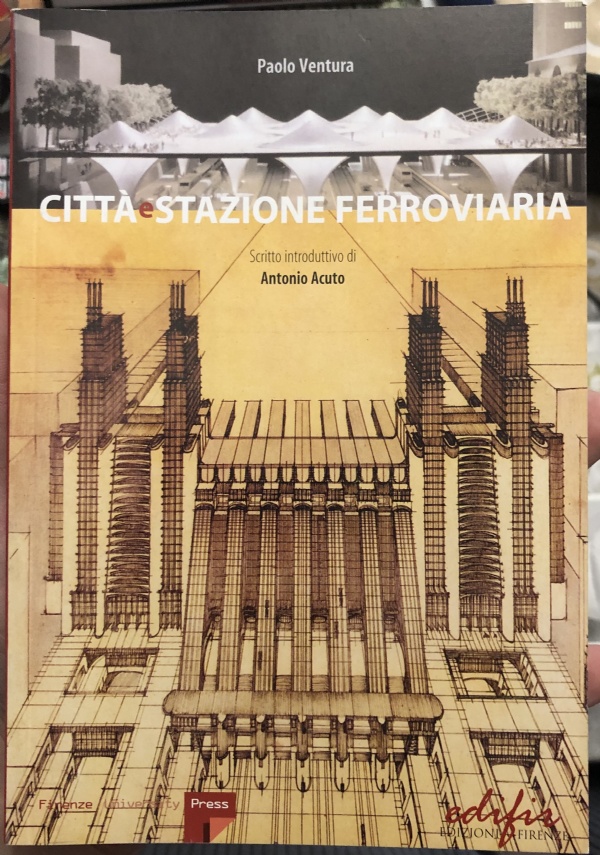 Paolo Ventura
CITTÀ e STAZIONE FERROVIARIA
Scritto introduttivo di
Antonio Acuto
Firenze University Press
edifir
EDIZIONI FIRENZE